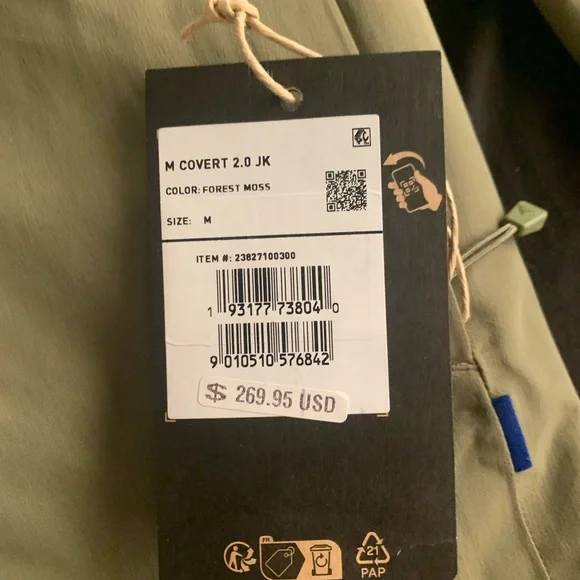 M COVERT 2.0 JK
COLOR: FOREST MOSS
SIZE: M
ITEM #: 23827100300
1 93177 73804 0
9 010510 576842
$ 269.95 USD
FR
21
PAP